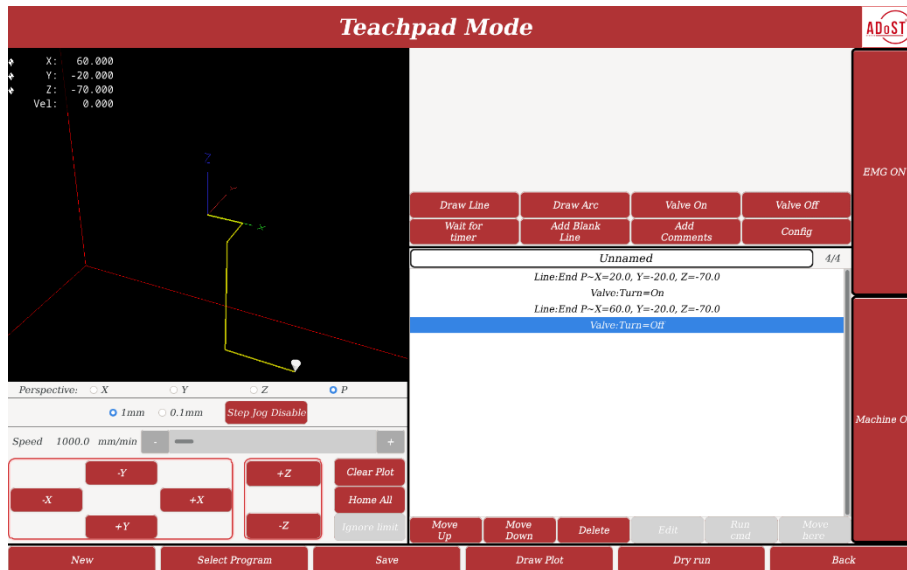 Teachpad Mode
ADOST
X: 60.000
Y: -20.000
Z: -70.000
Vel: 0.000
Z
Y
X
EMG ON
Draw Line
Draw Arc
Valve On
Valve Off
Wait for
timer
Add Blank
Line
Add
Comments
Config
Unnamed
4/4
Line:End P~X=20.0, Y=-20.0, Z=-70.0
Valve:Turn=On
Line:End P~X=60.0, Y=-20.0, Z=-70.0
Valve:Turn=Off
Machine O
Perspective: X Y Z P
1mm 0.1mm Step Jog Disable
Speed 1000.0 mm/min - +
-Y
-X
+X
+Y
+Z
-Z
Clear Plot
Home All
Ignore limit
Move
Up
Move
Down
Delete
Edit
Run
cmd
Move
here
New
Select Program
Save
Draw Plot
Dry run
Back